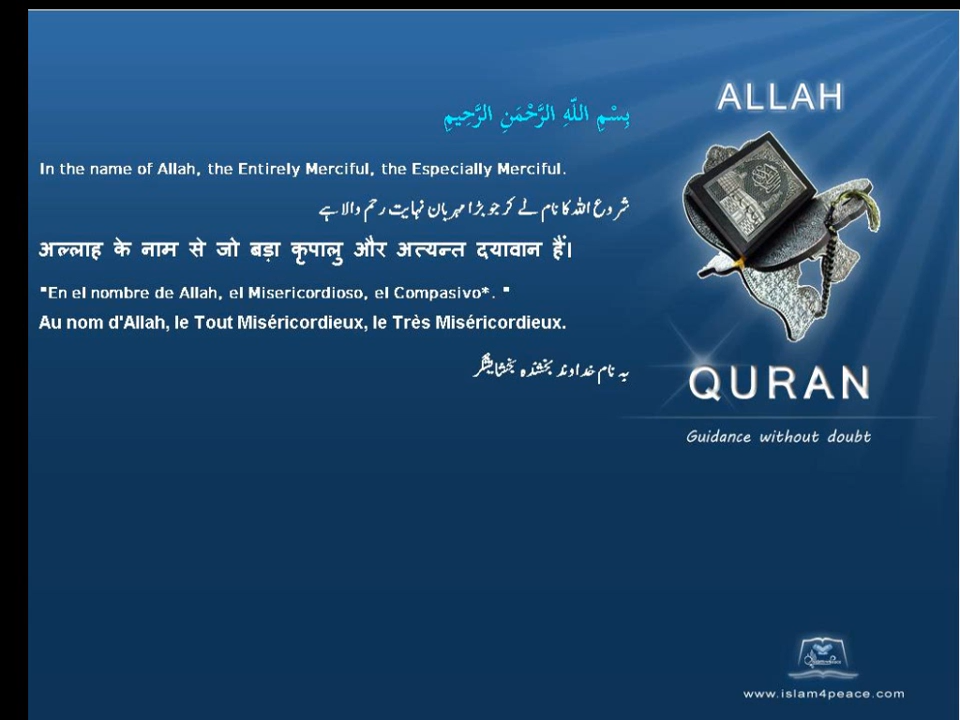 بِسْمِ اللَّهِ الرَّحْمَنِ الرَّحِيمِ
In the name of Allah, the Entirely Merciful, the Especially Merciful.
شروع الله کا نام لے کر جو بڑا مہربان نہایت رحم والا ہے
अल्लाह के नाम से जो बड़ा कृपालु और अत्यन्त दयावान हैं।
"En el nombre de Allah, el Misericordioso, el Compasivo*. "
Au nom d'Allah, le Tout Miséricordieux, le Très Miséricordieux.
به نام خداوند بخشنده بخشایشگر
ALLAH
QURAN
Guidance without doubt
www.islam4peace.com